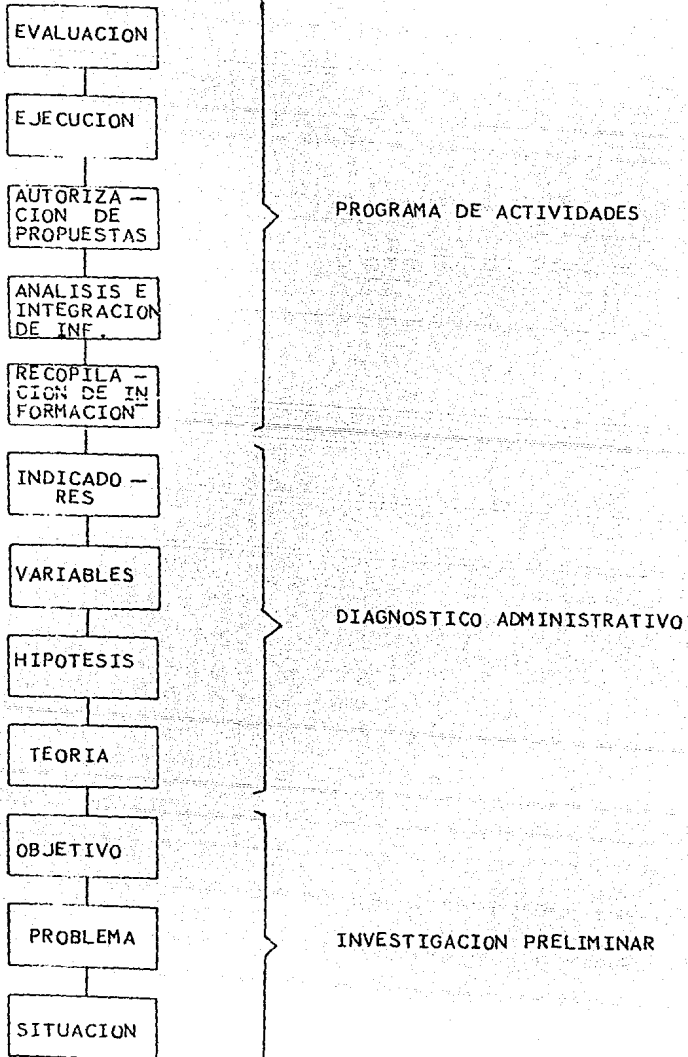 EVALUACION
EJECUCION
AUTORIZA —
CION DE
PROPUESTAS
PROGRAMA DE ACTIVIDADES
ANALISIS E
INTEGRACION
DE INF.
RECOPILA —
CION DE IN
FORMACION
INDICADO —
RES
VARIABLES
DIAGNOSTICO ADMINISTRATIVO
HIPOTESIS
TEORIA
OBJETIVO
PROBLEMA
INVESTIGACION PRELIMINAR
SITUACION